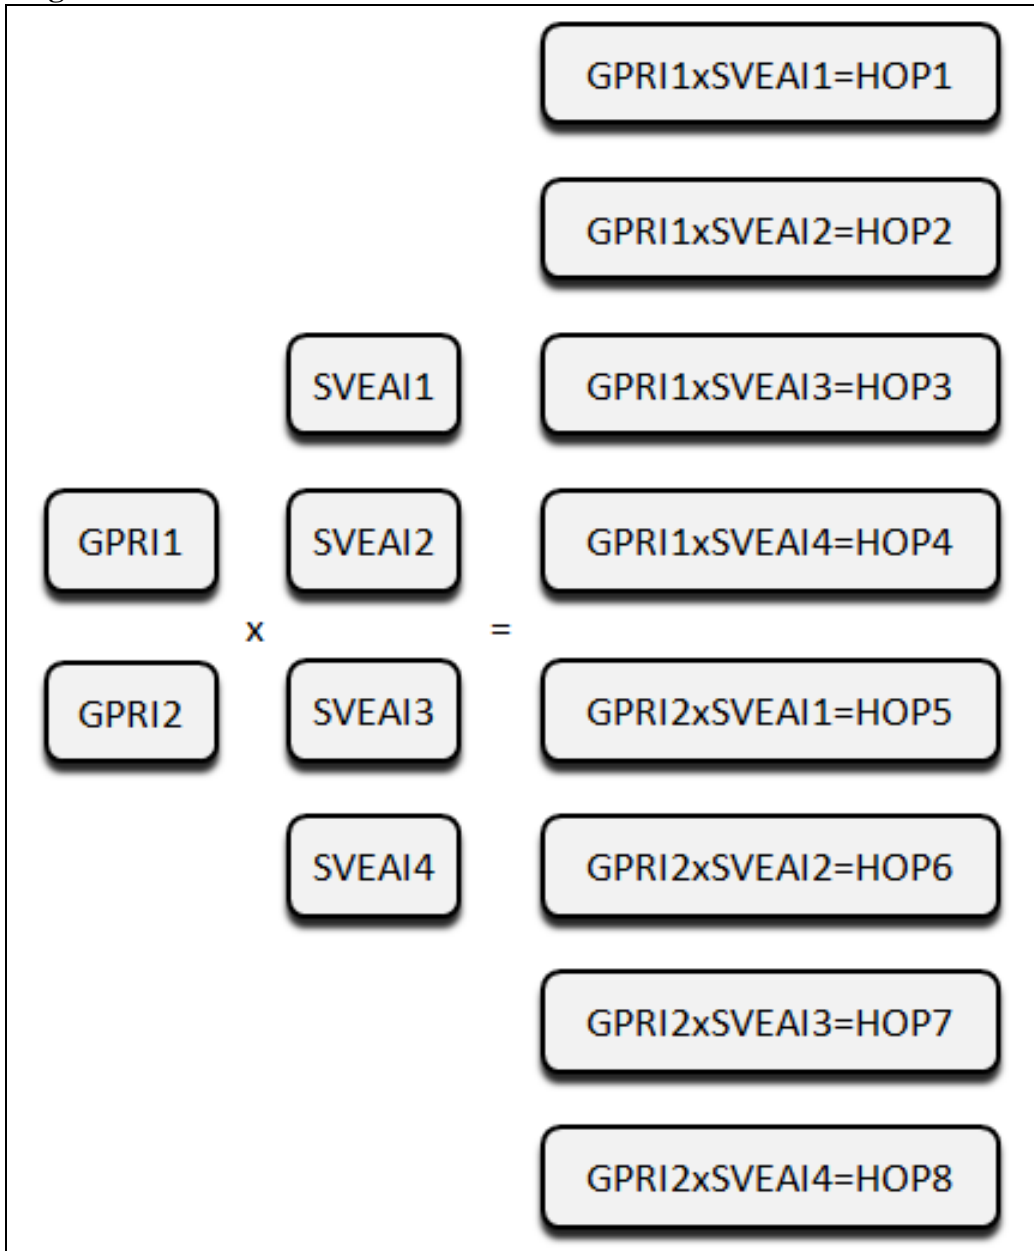 GPRI1xSVEAI1=HOP1
GPRI1xSVEAI2=HOP2
SVEAI1 GPRI1xSVEAI3=HOP3
GPRI1 SVEAI2 GPRI1xSVEAI4=HOP4
x =
GPRI2 SVEAI3 GPRI2xSVEAI1=HOP5
SVEAI4 GPRI2xSVEAI2=HOP6
GPRI2xSVEAI3=HOP7
GPRI2xSVEAI4=HOP8